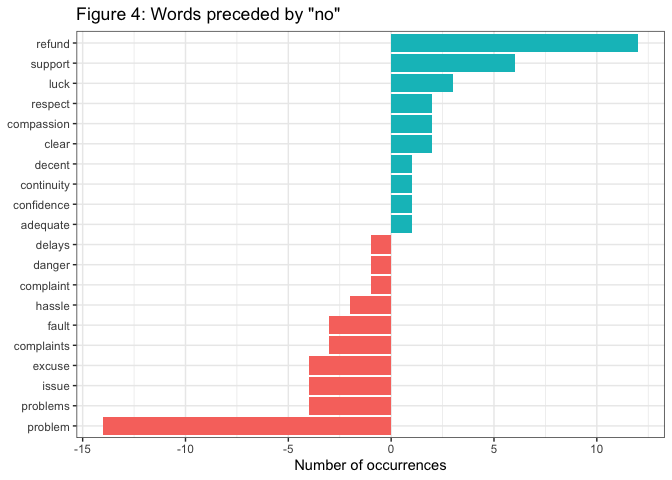 Figure 4: Words preceded by "no"
refund
support
luck
respect
compassion
clear
decent
continuity
confidence
adequate
delays
danger
complaint
hassle
fault
complaints
excuse
issue
problems
problem
-15 -10 -5 0 5 10
Number of occurrences